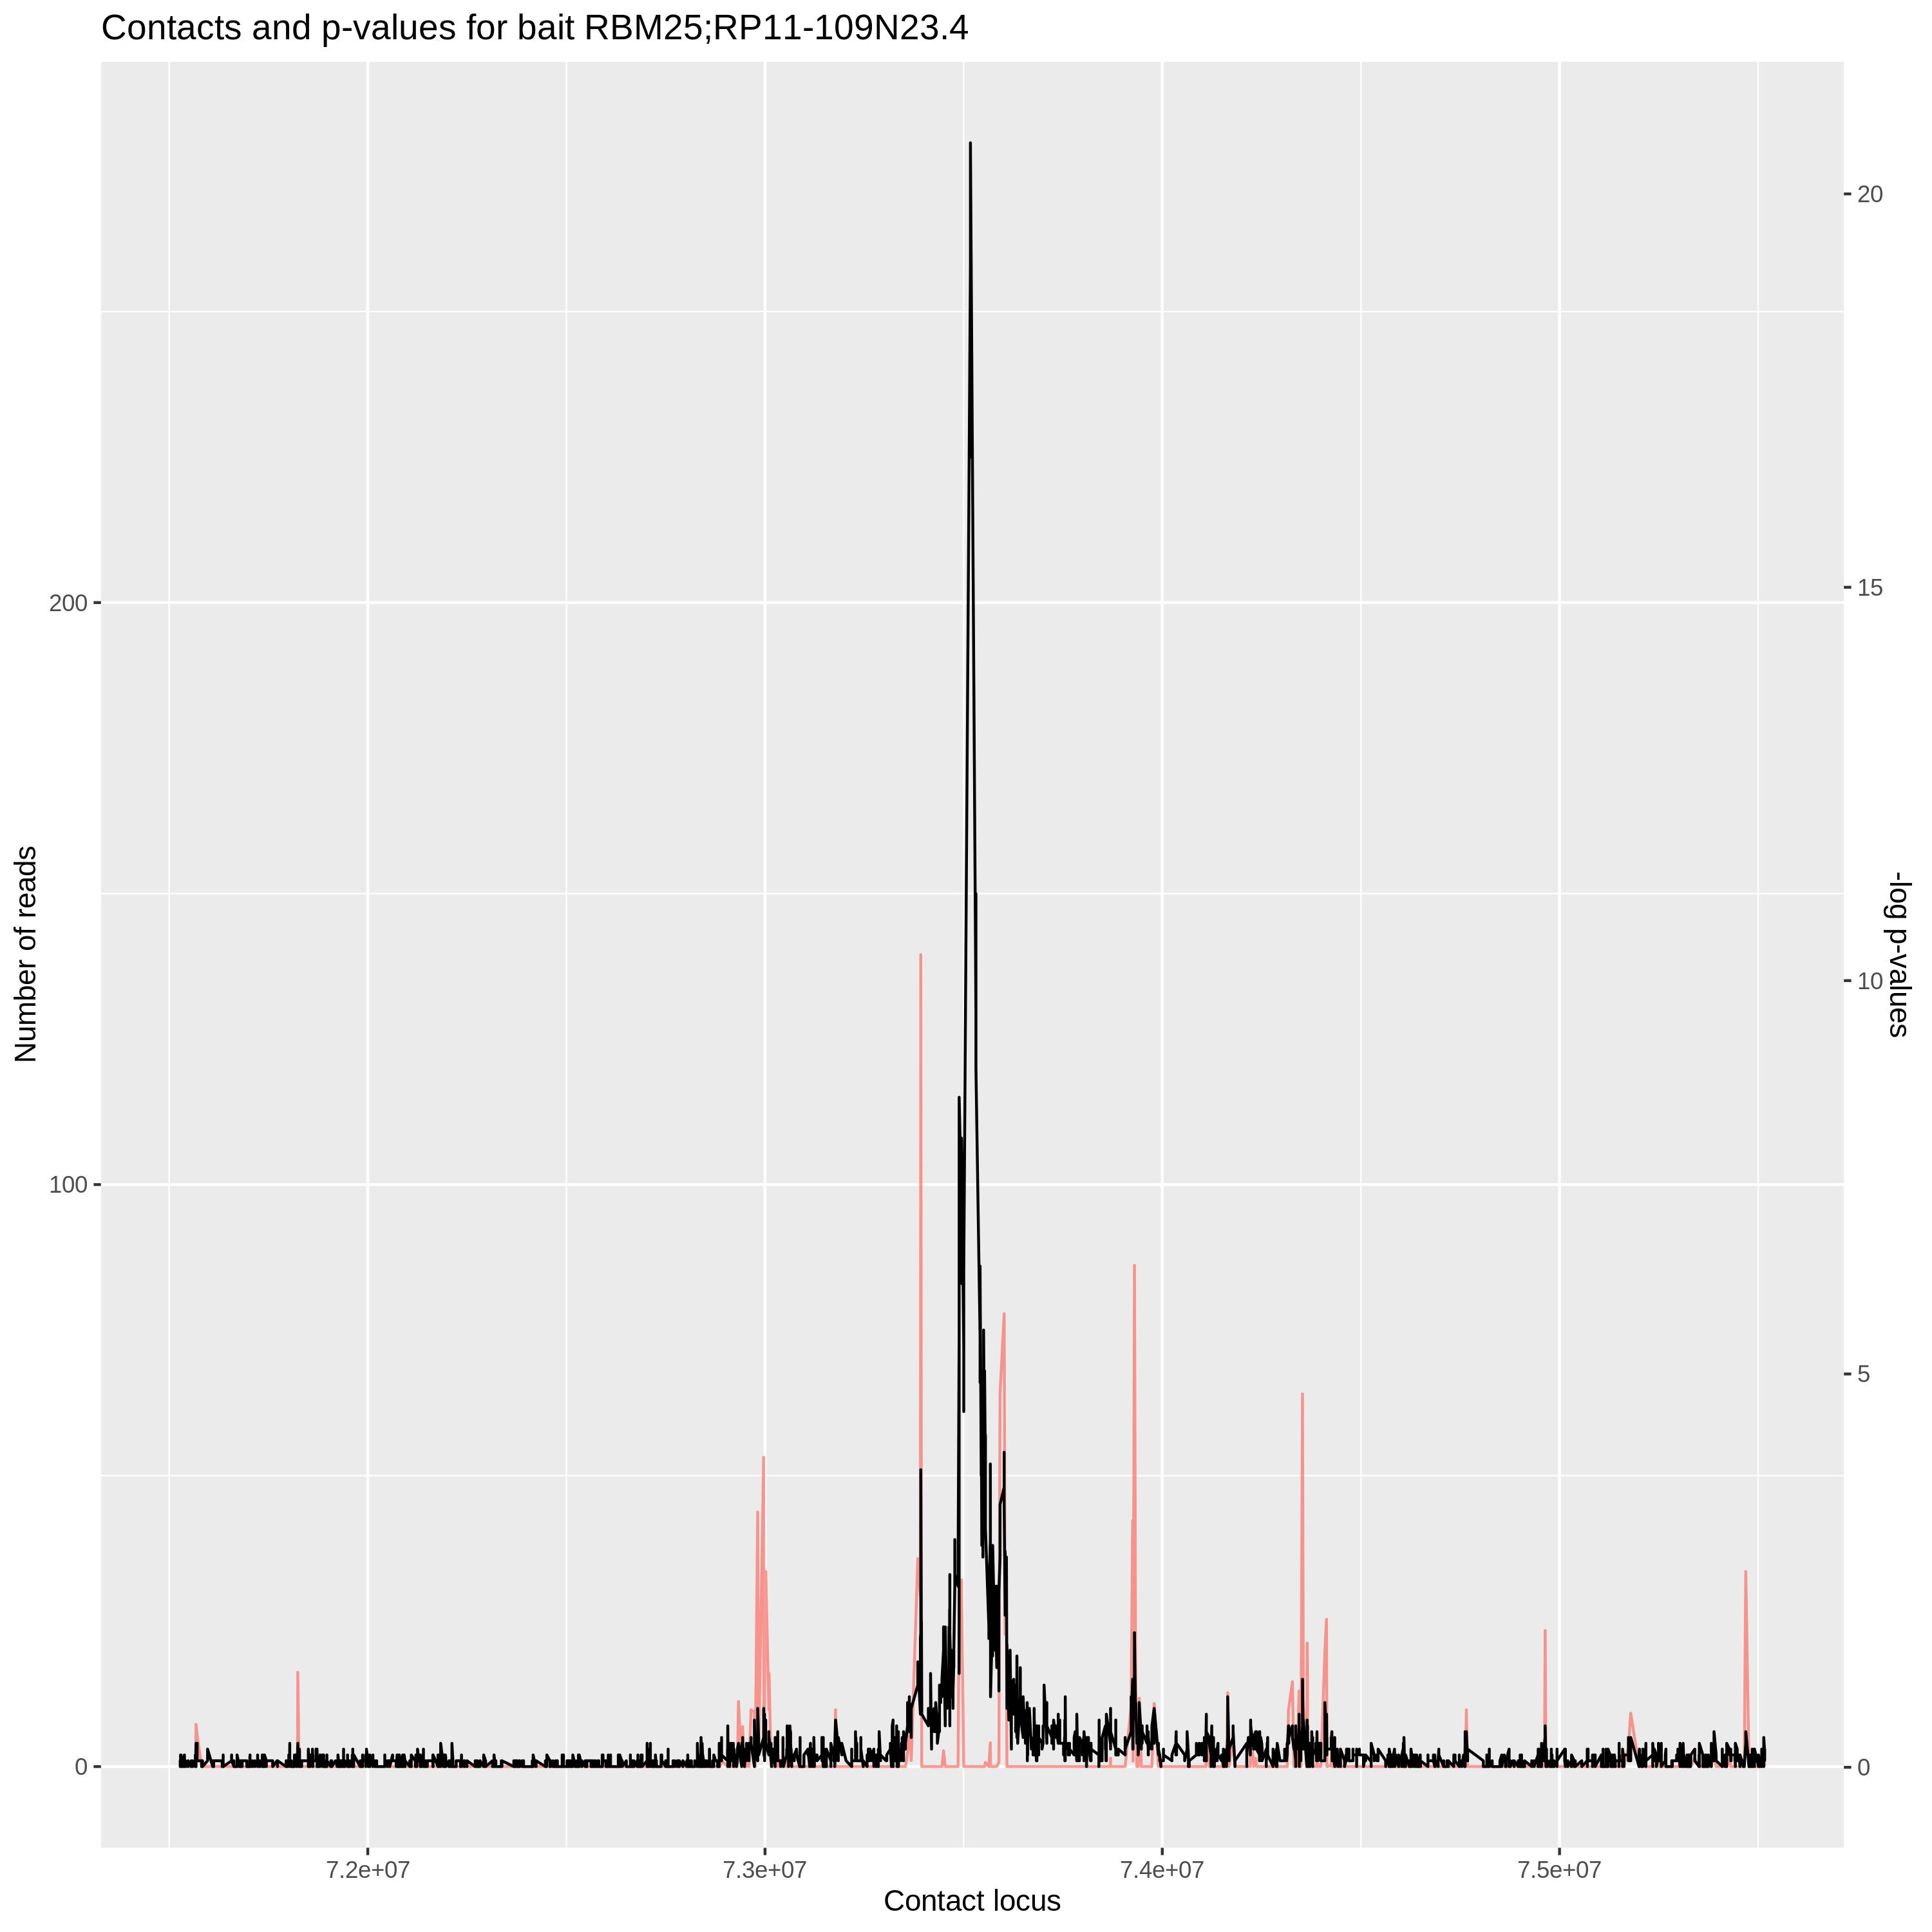 Contacts and p-values for bait RBM25;RP11-109N23.4
20
200
15
Number of reads
-log p-values
10
100
5
0
0
7.2e+07
7.3e+07
7.4e+07
7.5e+07
Contact locus